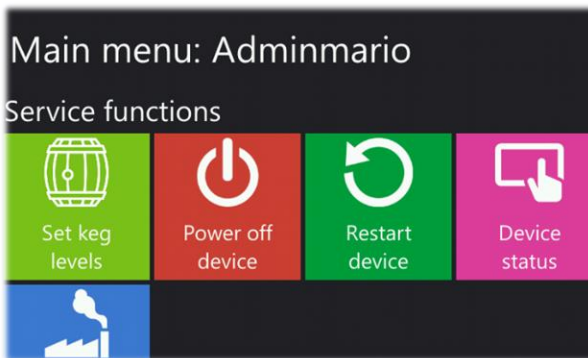 Main menu: Adminmario
Service functions
Set keg
levels
Power off
device
Restart
device
Device
status